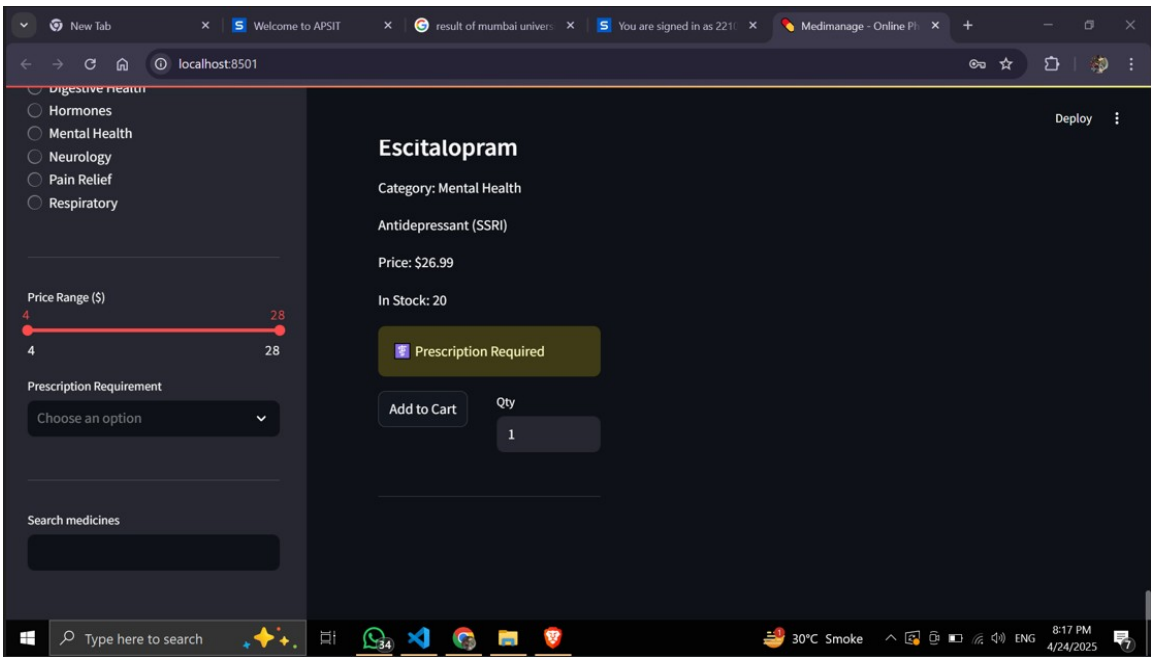 New Tab
Welcome to APSIT
result of mumbai univers
You are signed in as 2210
Medimanage - Online Ph
localhost:8501
Digestive Health
Hormones
Mental Health
Neurology
Pain Relief
Respiratory
Price Range ($)
4 28
4 28
Prescription Requirement
Choose an option
Search medicines
Deploy
Escitalopram
Category: Mental Health
Antidepressant (SSRI)
Price: $26.99
In Stock: 20
Prescription Required
Add to Cart
Qty
1
Type here to search
34
30°C Smoke
ENG
8:17 PM
4/24/2025
7